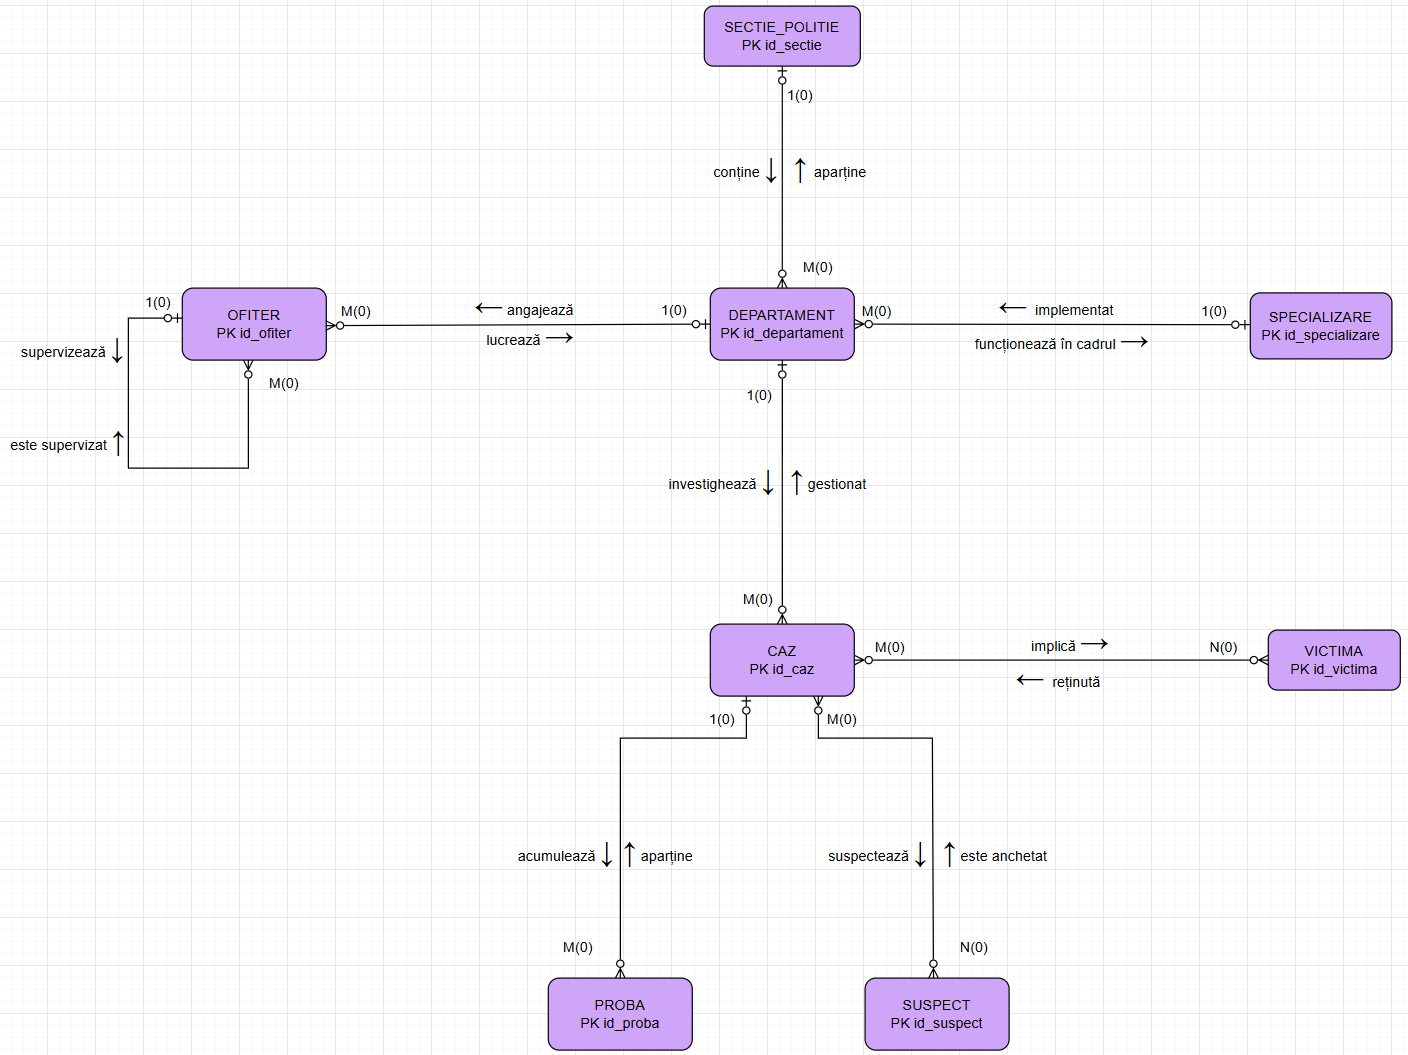 SECTIE_POLITIE
PK id_sectie
1(0)
conține
aparține
M(0)
OFITER
PK id_ofiter
1(0)
M(0)
angajează
lucrează
1(0)
DEPARTAMENT
PK id_departament
M(0)
implementat
funcționează în cadrul
1(0)
SPECIALIZARE
PK id_specializare
supervizează
M(0)
este supervizat
1(0)
investighează
gestionat
M(0)
CAZ
PK id_caz
M(0)
implică
reținută
N(0)
VICTIMA
PK id_victima
1(0)
M(0)
acumulează
aparține
suspectează
este anchetat
M(0)
N(0)
PROBA
PK id_proba
SUSPECT
PK id_suspect